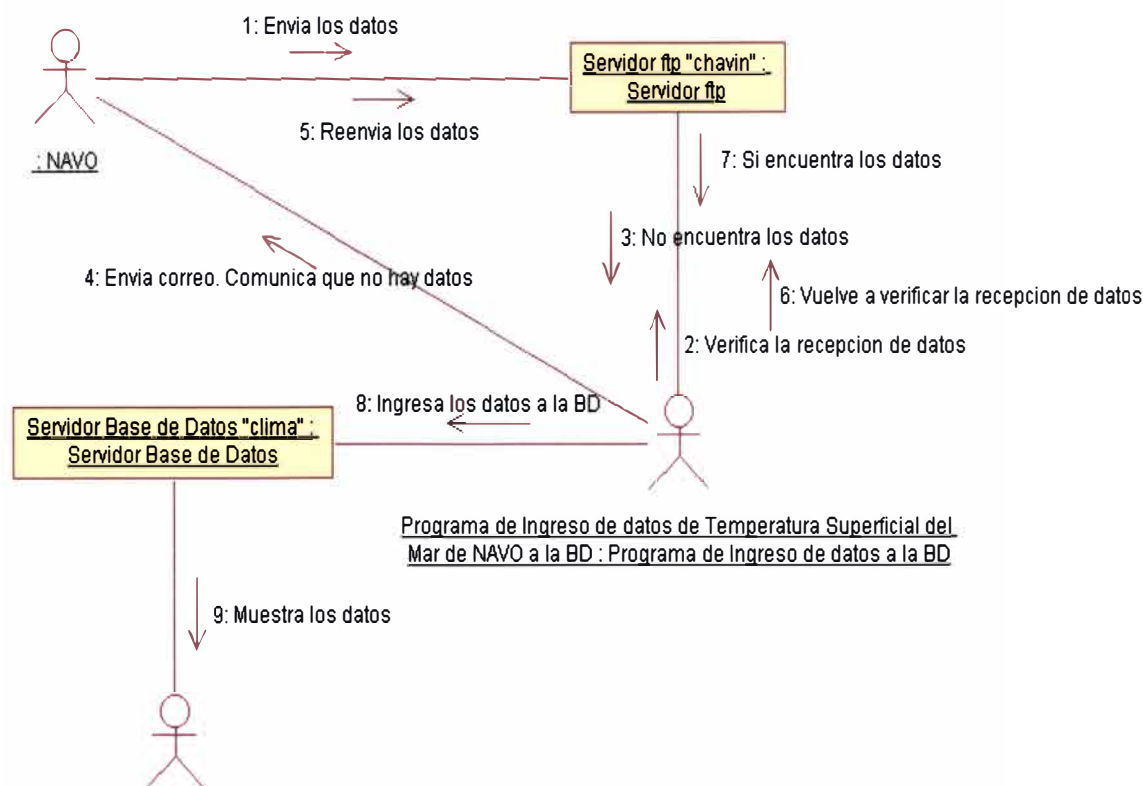 1: Envia los datos
Servidor ftp "chavin" :
Servidor ftp
5: Reenvia los datos
: NAVO
7: Si encuentra los datos
3: No encuentra los datos
4: Envia correo. Comunica que no hay datos
6: Vuelve a verificar la recepcion de datos
2: Verifica la recepcion de datos
8: Ingresa los datos a la BD
Servidor Base de Datos "clima" :
Servidor Base de Datos
Programa de Ingreso de datos de Temperatura Superficial del
Mar de NAVO a la BD : Programa de Ingreso de datos a la BD
9: Muestra los datos